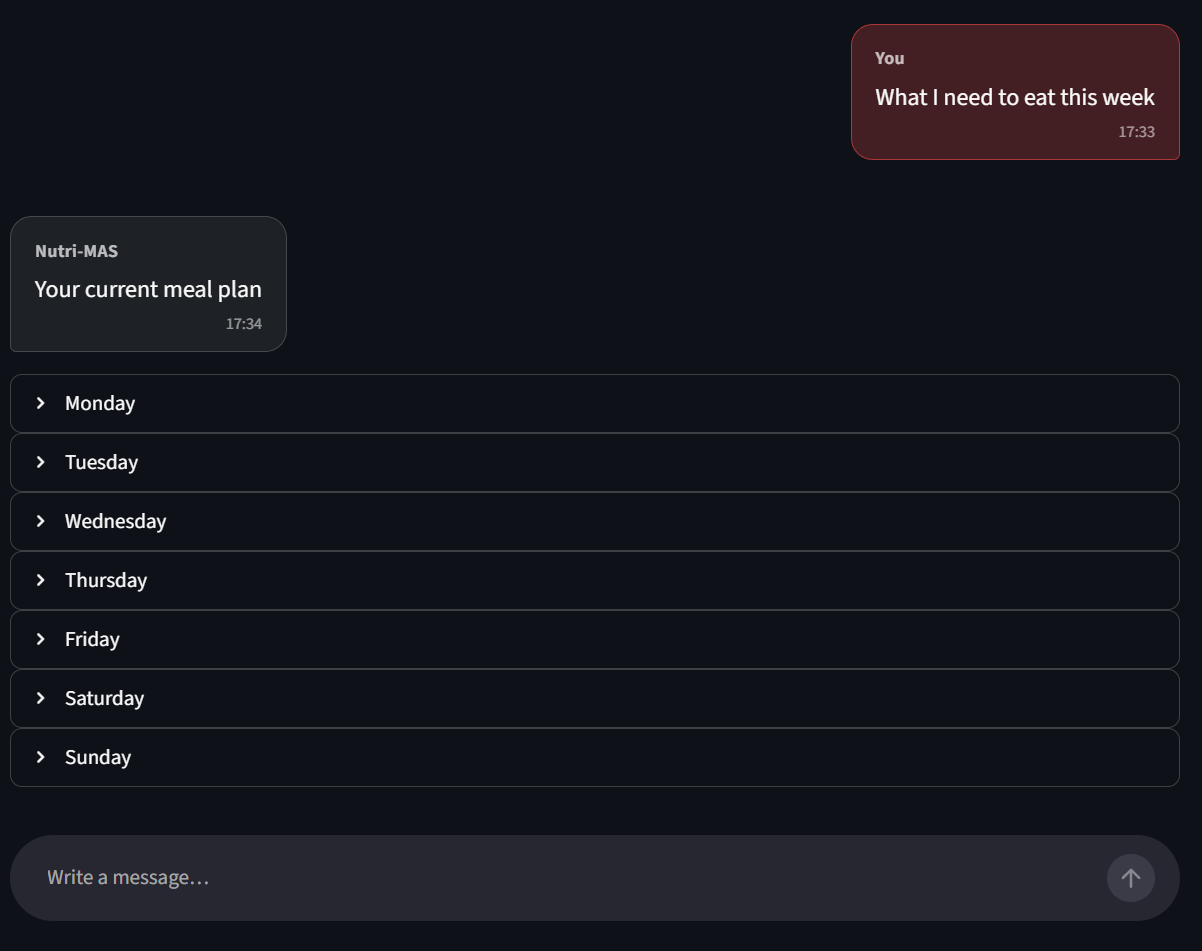 You
What I need to eat this week
17:33
Nutri-MAS
Your current meal plan
17:34
Monday
Tuesday
Wednesday
Thursday
Friday
Saturday
Sunday
Write a message…